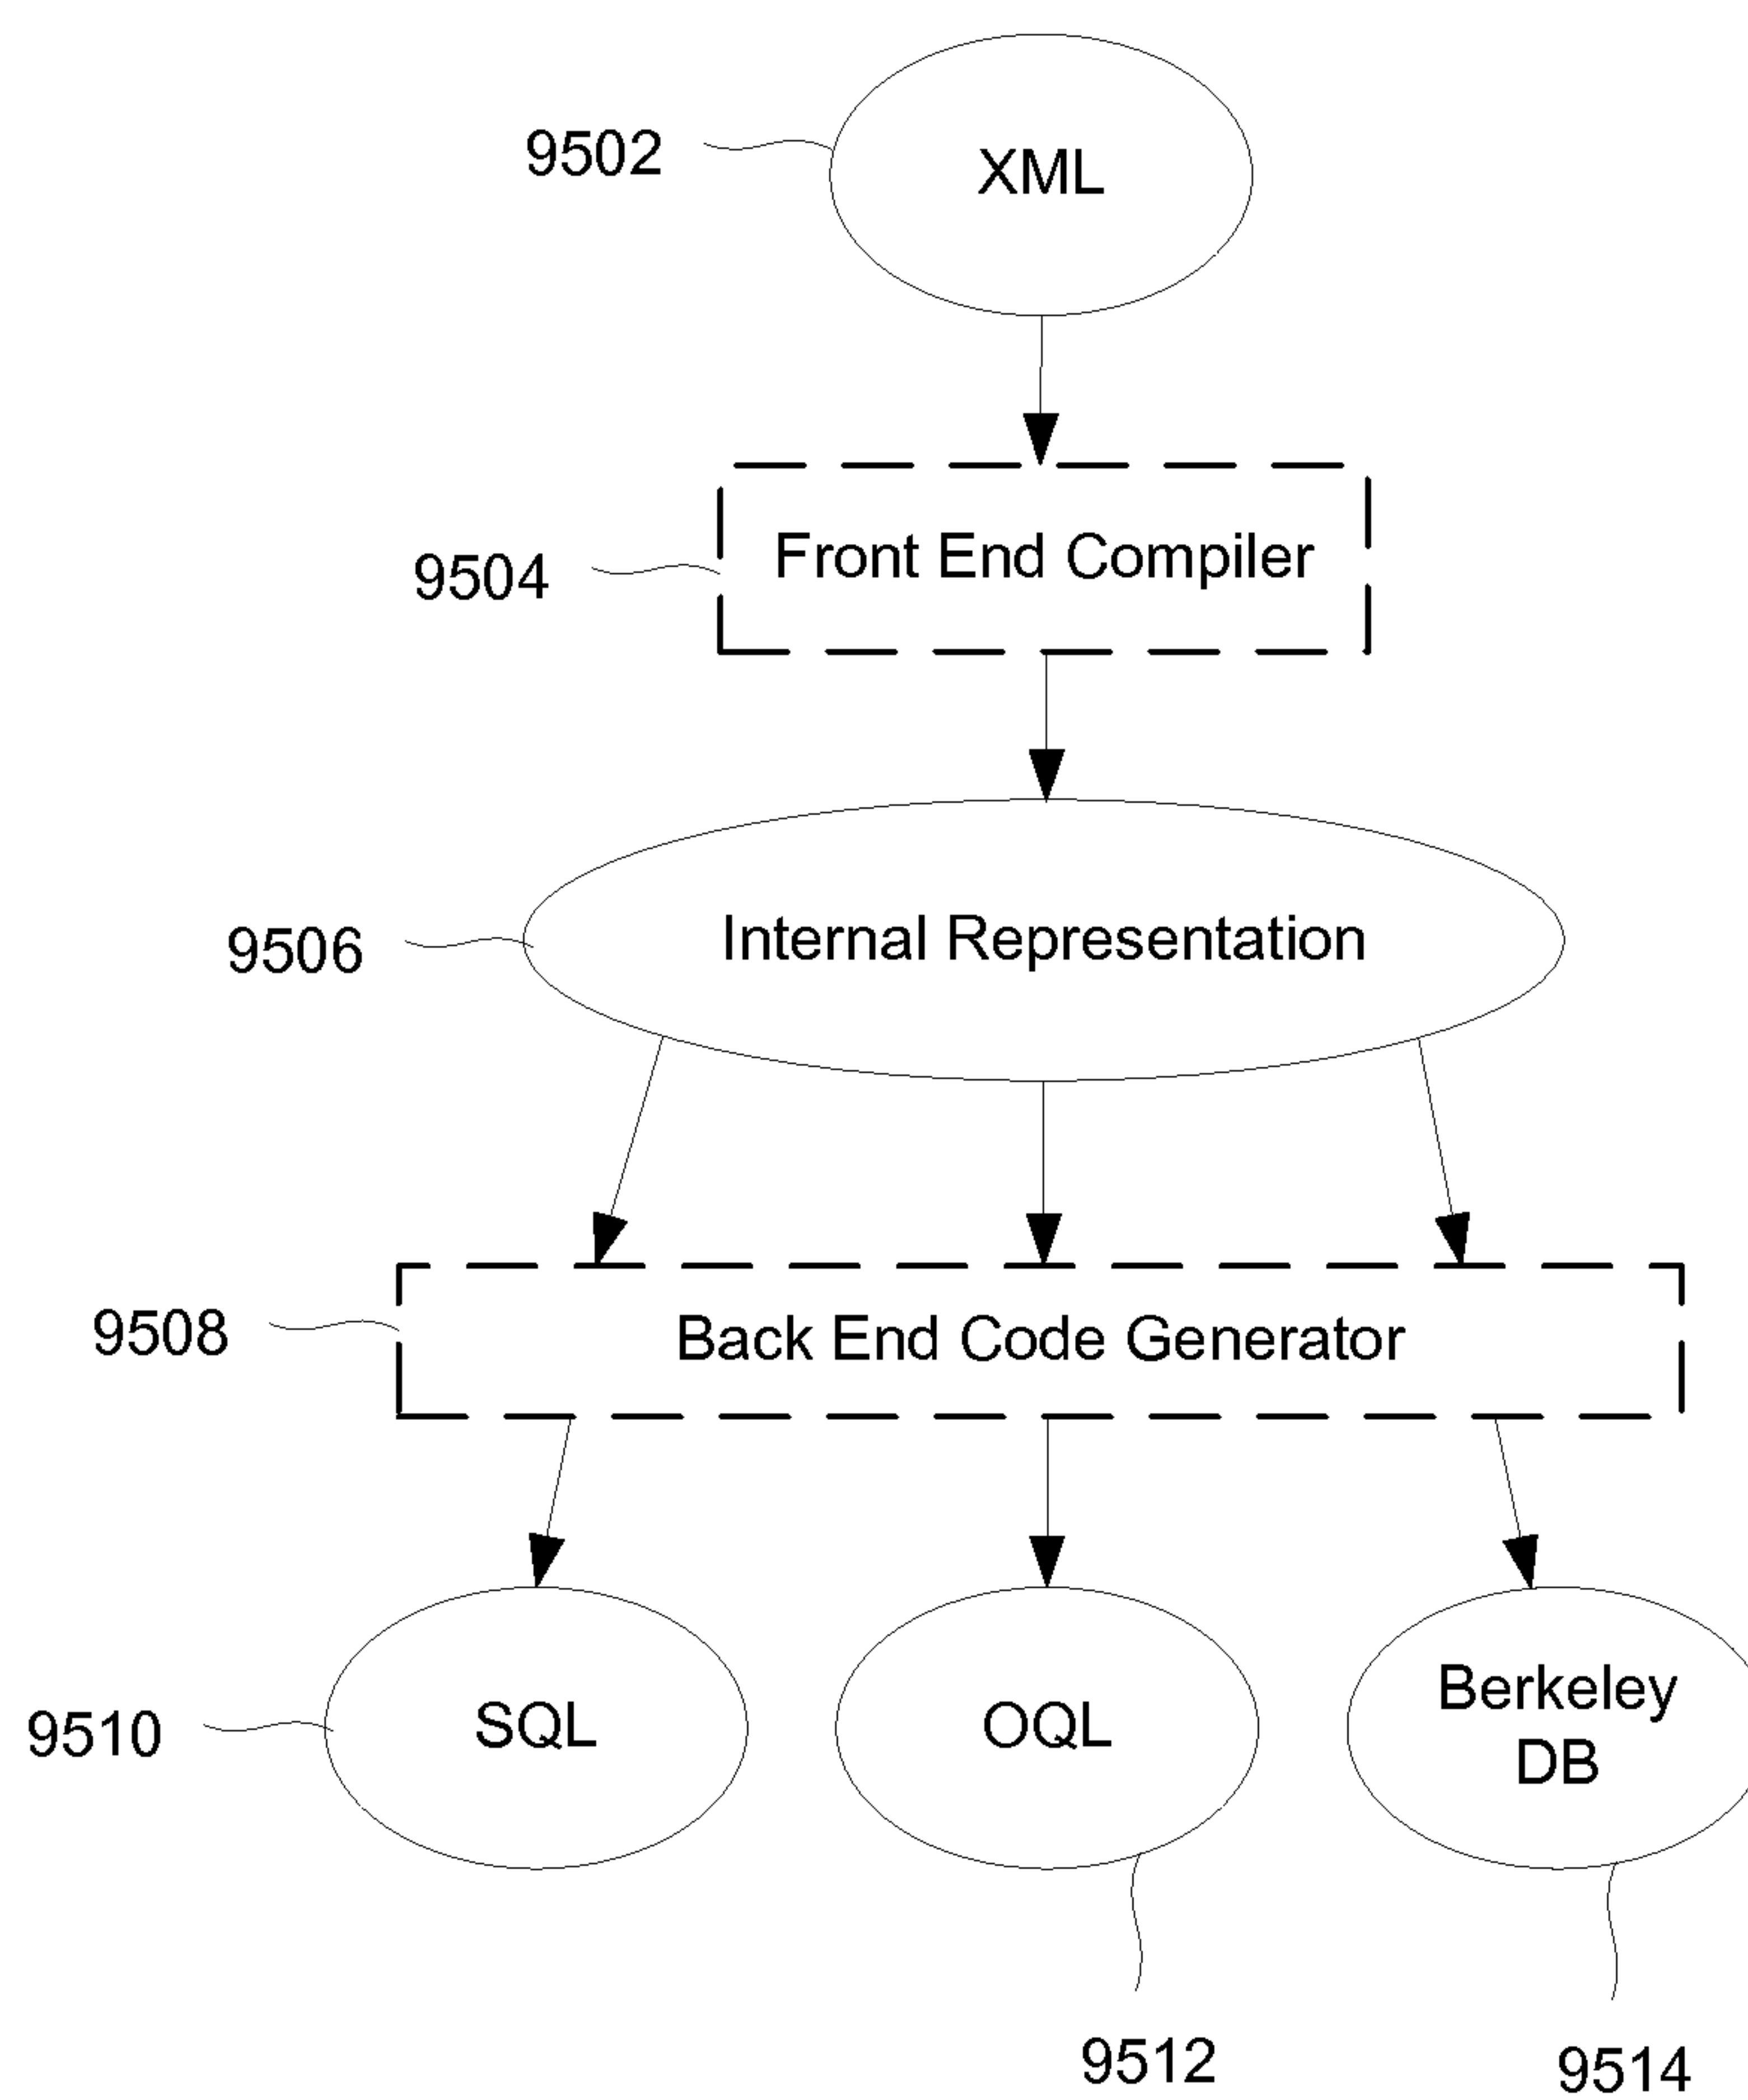 9502
XML
9504
Front End Compiler
9506
Internal Representation
9508
Back End Code Generator
9510
SQL
OQL
Berkeley
DB
9512
9514